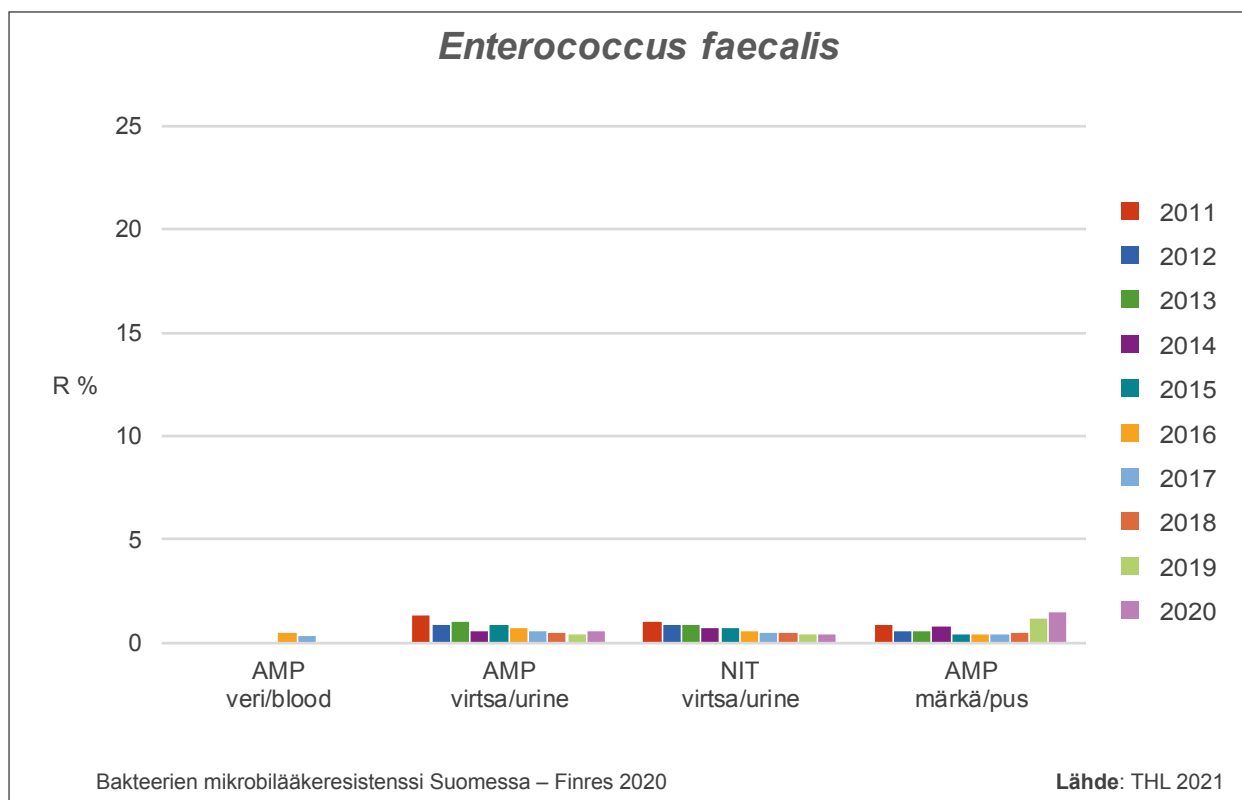 Enterococcus faecalis
25
20
15
10
5
0
R %
AMP
veri/blood
AMP
virtsa/urine
NIT
virtsa/urine
AMP
märkä/pus
2011
2012
2013
2014
2015
2016
2017
2018
2019
2020
Bakteerien mikrobilääkeresistenssi Suomessa – Finres 2020
Lähde: THL 2021